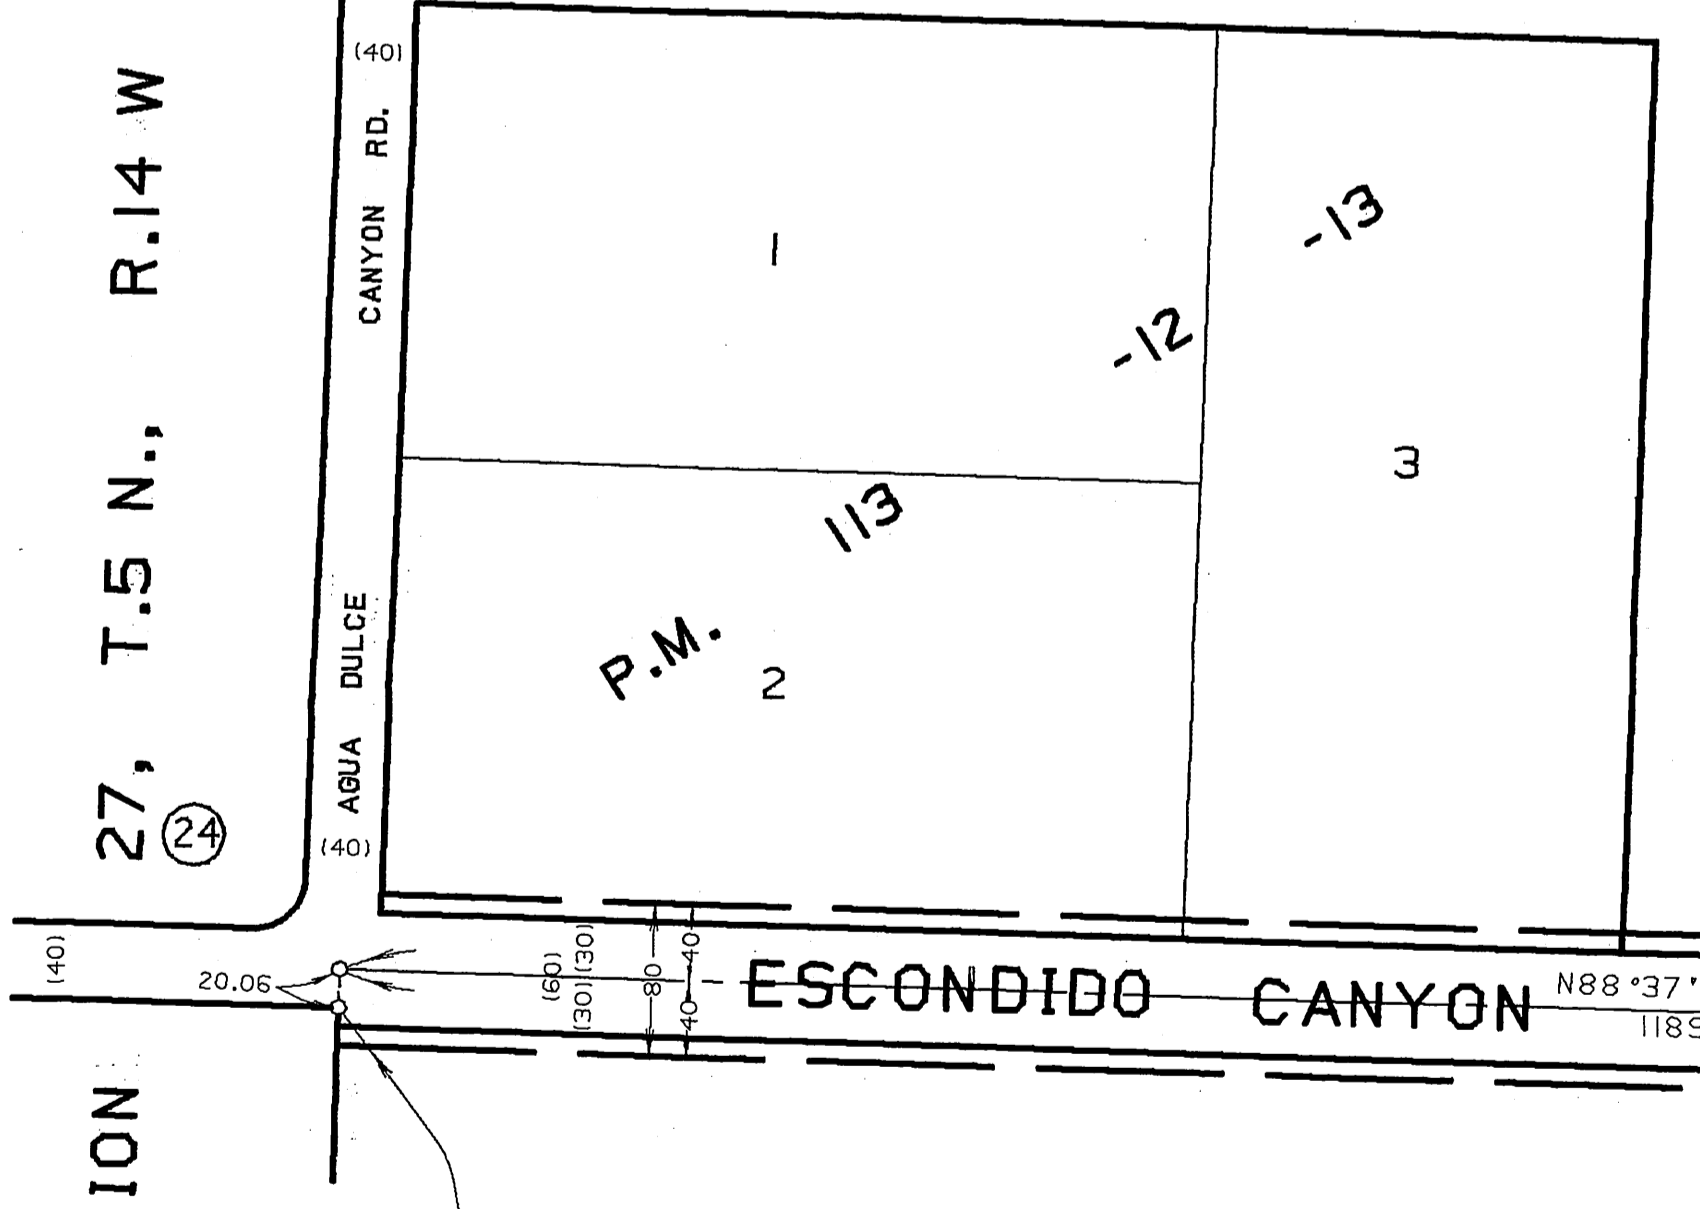 27, T.5 N., R.14 W
24
ION
(40)
AGUA DULCE CANYON RD.
(40)
1
-13
-12
3
113
P.M.
2
(40)
20.06
(60)
(30)(30)
80
40
40
ESCONDIDO CANYON
N88°37'